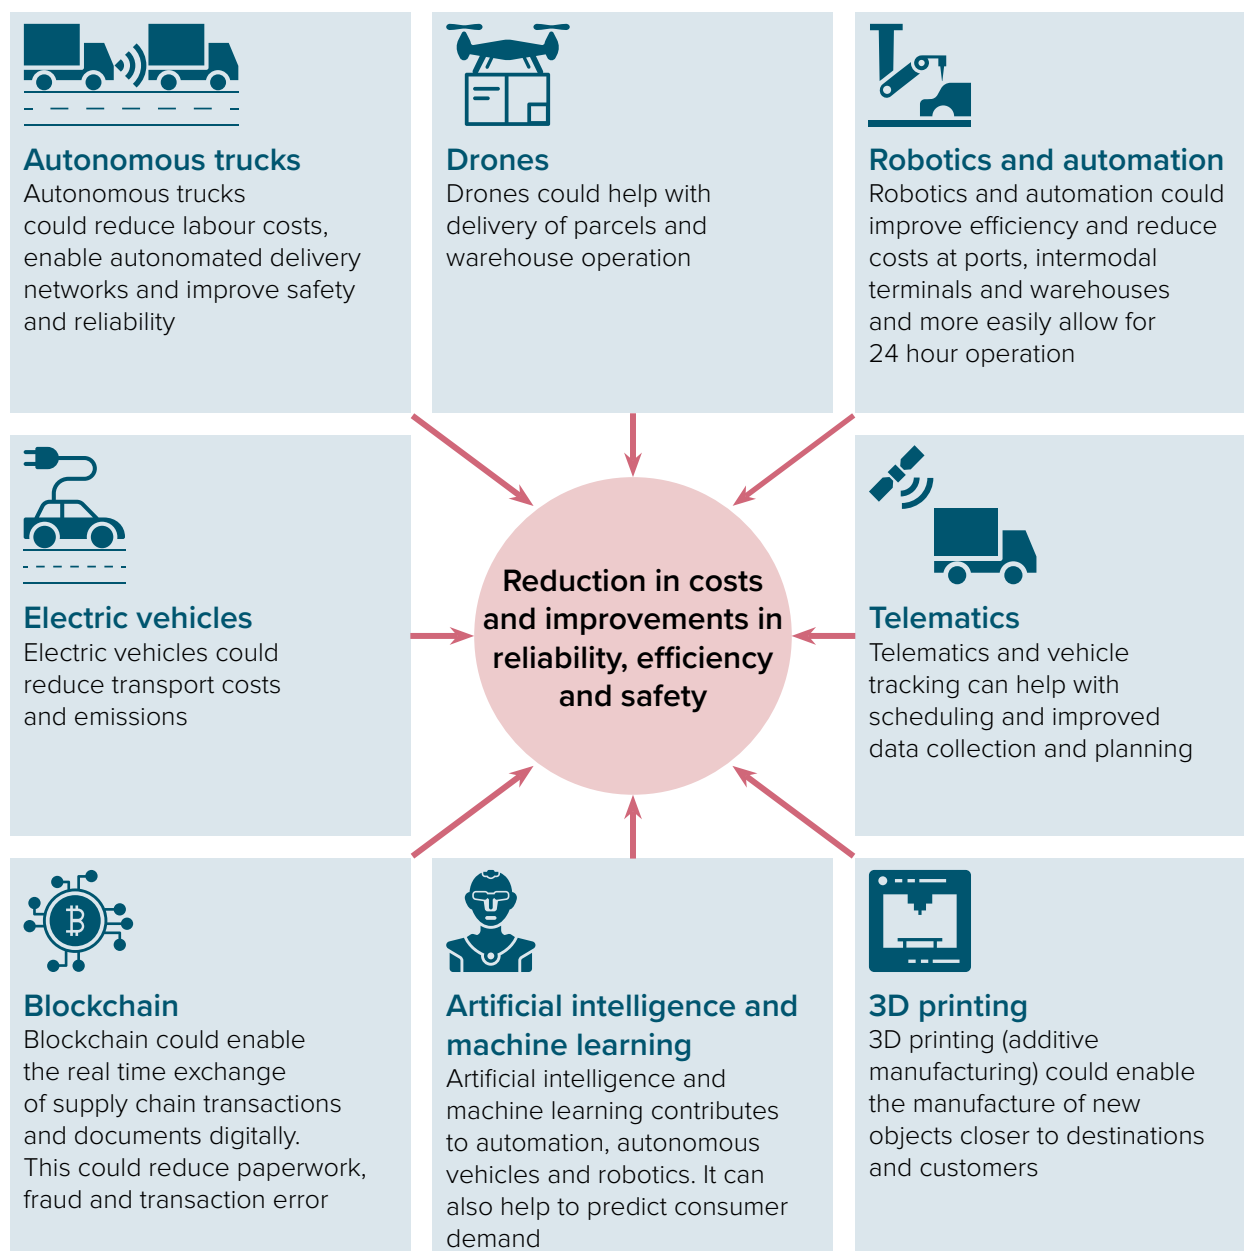 Autonomous trucks
Autonomous trucks
could reduce labour costs,
enable autonomated delivery
networks and improve safety
and reliability
Drones
Drones could help with
delivery of parcels and
warehouse operation
Robotics and automation
Robotics and automation could
improve efficiency and reduce
costs at ports, intermodal
terminals and warehouses
and more easily allow for
24 hour operation
Electric vehicles
Electric vehicles could
reduce transport costs
and emissions
Reduction in costs
and improvements in
reliability, efficiency
and safety
Telematics
Telematics and vehicle
tracking can help with
scheduling and improved
data collection and planning
Blockchain
Blockchain could enable
the real time exchange
of supply chain transactions
and documents digitally.
This could reduce paperwork,
fraud and transaction error
Artificial intelligence and
machine learning
Artificial intelligence and
machine learning contributes
to automation, autonomous
vehicles and robotics. It can
also help to predict consumer
demand
3D printing
3D printing (additive
manufacturing) could enable
the manufacture of new
objects closer to destinations
and customers